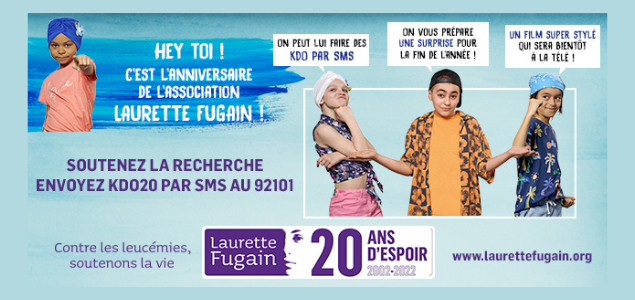 HEY TOI !
C'EST L'ANNIVERSAIRE
DE L'ASSOCIATION
LAURETTE FUGAIN !
ON PEUT LUI FAIRE DES
KDO PAR SMS
ON VOUS PRÉPARE
UNE SURPRISE POUR
LA FIN DE L'ANNÉE !
UN FILM SUPER STYLÉ
QUI SERA BIENTÔT
À LA TÉLÉ !
SOUTENEZ LA RECHERCHE
ENVOYEZ KDO20 PAR SMS AU 92101
Contre les leucémies,
soutenons la vie
Laurette
Fugain
20 ANS
D'ESPOIR
2002-2022
www.laurettefugain.org